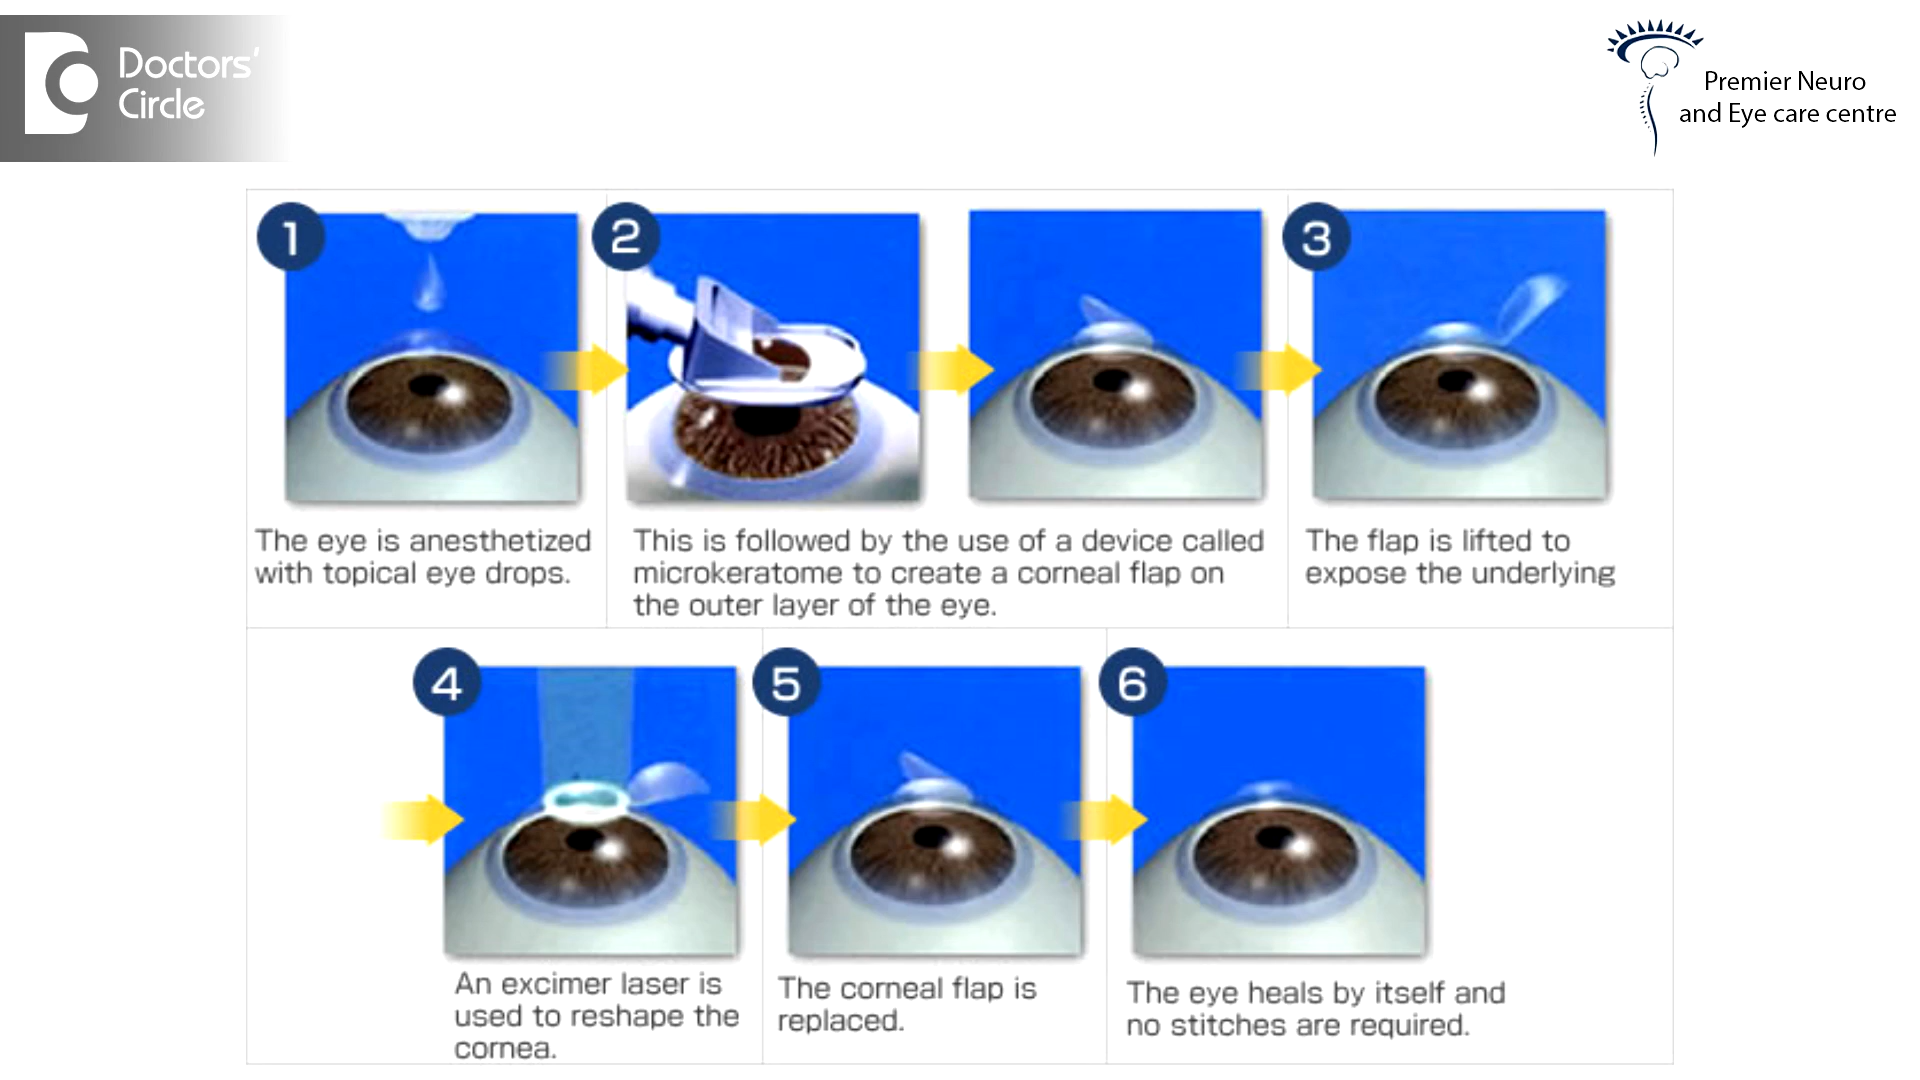 Doctors'
Circle
Premier Neuro
and Eye care centre
1
The eye is anesthetized
with topical eye drops.
2
This is followed by the use of a device called
microkeratome to create a corneal flap on
the outer layer of the eye.
3
The flap is lifted to
expose the underlying
4
An excimer laser is
used to reshape the
cornea.
5
The corneal flap is
replaced.
6
The eye heals by itself and
no stitches are required.